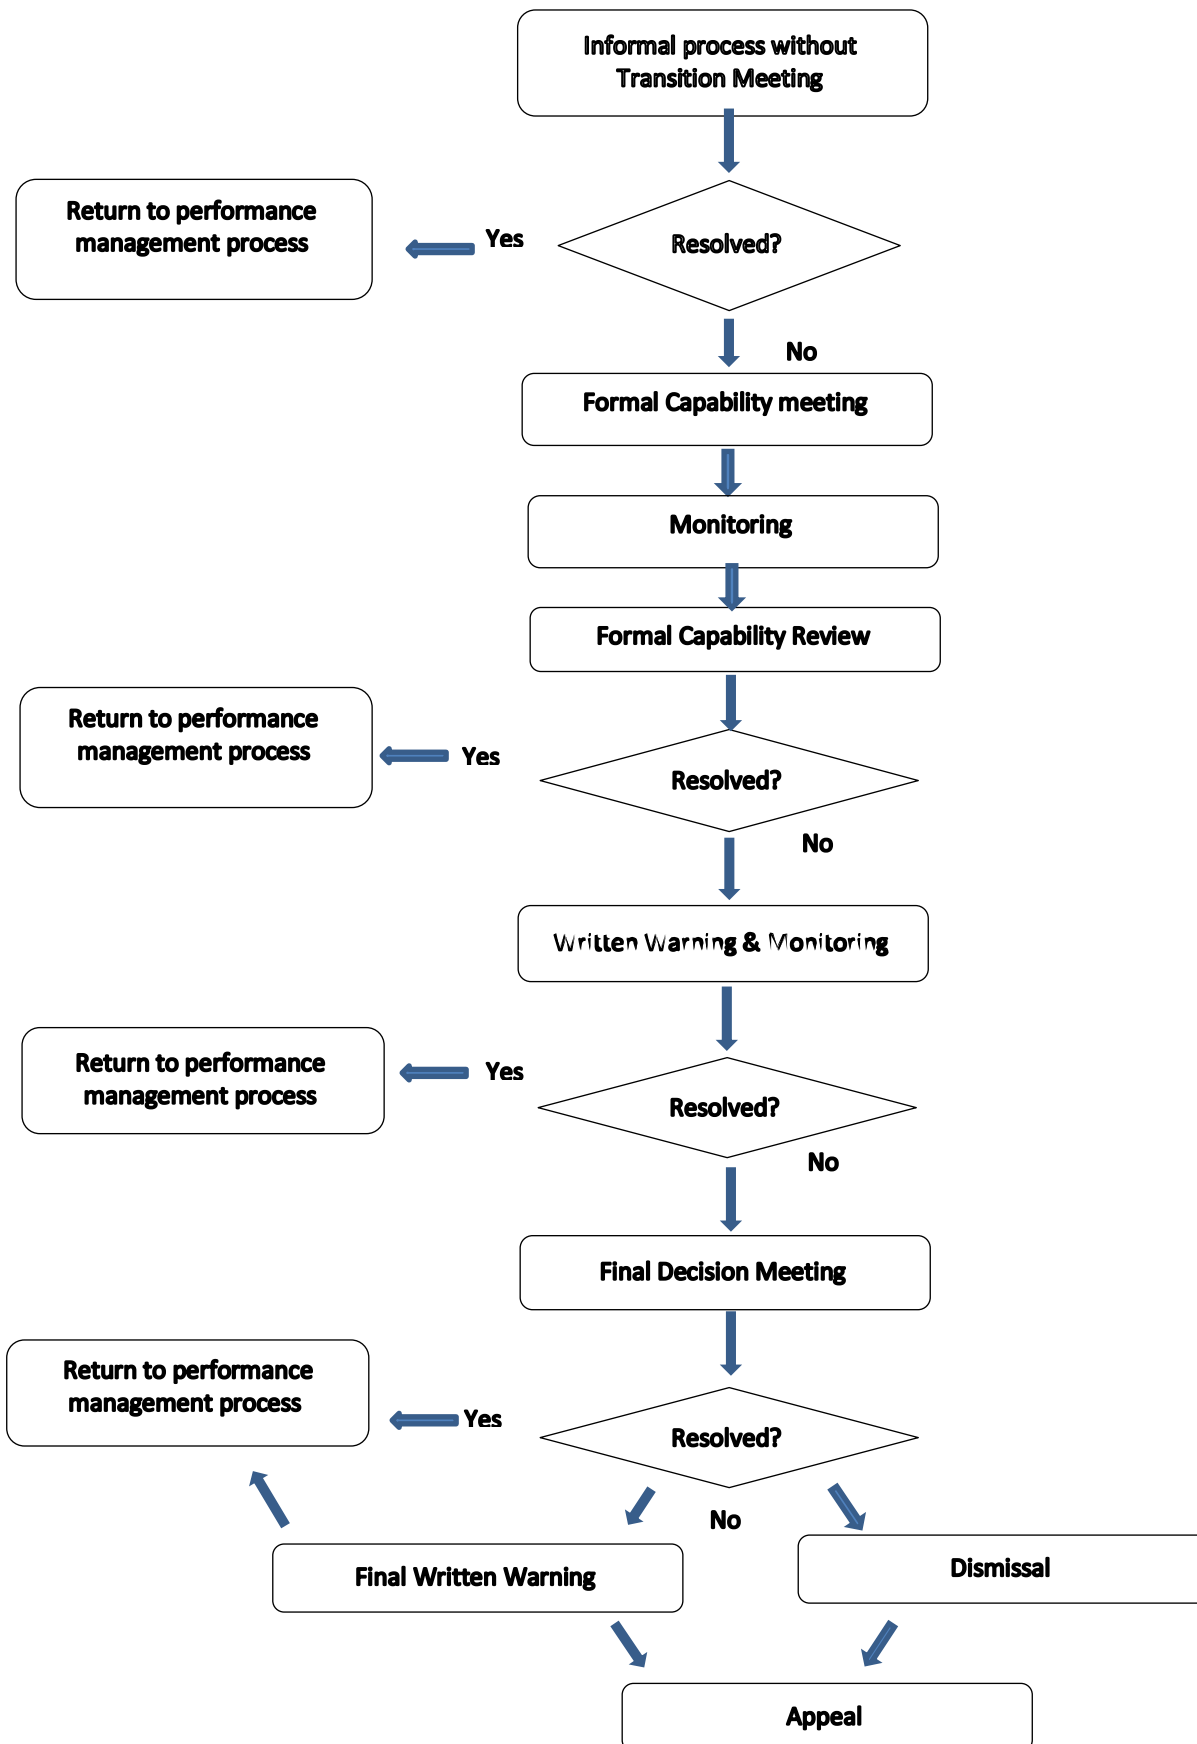 Informal process without
Transition Meeting
Return to performance
management process
Yes
Resolved?
No
Formal Capability meeting
Monitoring
Formal Capability Review
Return to performance
management process
Yes
Resolved?
No
Written Warning & Monitoring
Return to performance
management process
Yes
Resolved?
No
Final Decision Meeting
Return to performance
management process
Yes
Resolved?
No
Final Written Warning
Dismissal
Appeal